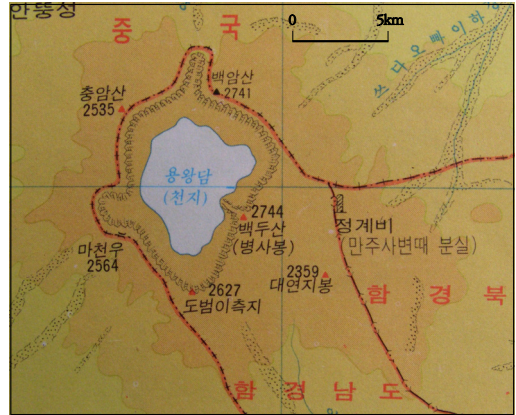 안뚱성
중국
0 5km
쑹다오빠이하
충암산
2535
백암산
2741
용왕담
(천지)
2744
백두산
(병사봉)
정계비
(만주사변때 분실)
마천우
2564
2359
대연지봉
2627
도범이측지
함경북
함경남도